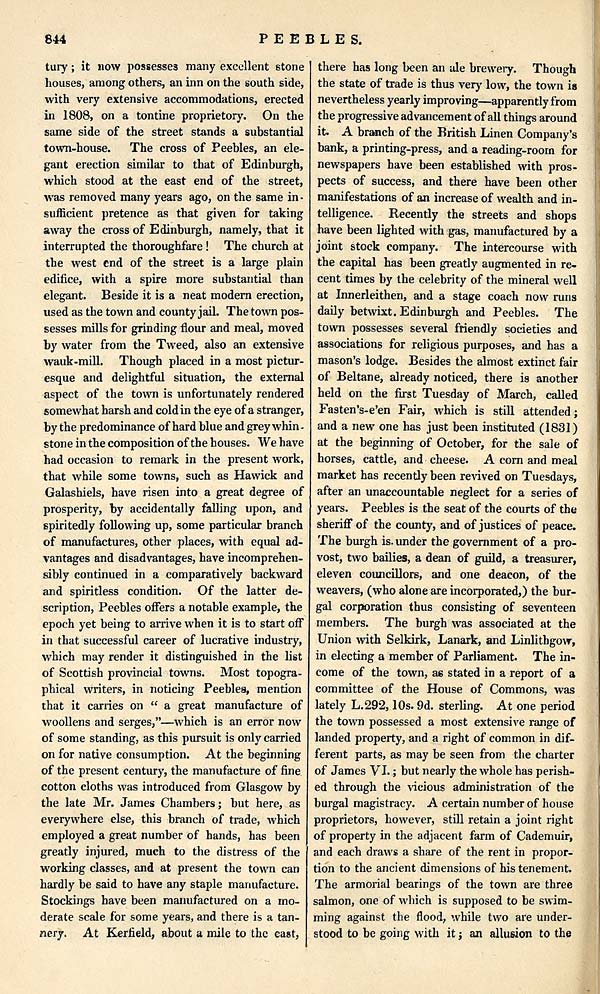 844
PEEBLES.
tury; it now possesses many excellent stone
houses, among others, an inn on the south side,
with very extensive accommodations, erected
in 1808, on a tontine proprietory. On the
same side of the street stands a substantial
town-house. The cross of Peebles, an ele-
gant erection similar to that of Edinburgh,
which stood at the east end of the street,
was removed many years ago, on the same in-
sufficient pretence as that given for taking
away the cross of Edinburgh, namely, that it
interrupted the thoroughfare! The church at
the west end of the street is a large plain
edifice, with a spire more substantial than
elegant. Beside it is a neat modern erection,
used as the town and county jail. The town pos-
sesses mills for grinding flour and meal, moved
by water from the Tweed, also an extensive
wauk-mill. Though placed in a most pictur-
esque and delightful situation, the external
aspect of the town is unfortunately rendered
somewhat harsh and cold in the eye of a stranger,
by the predominance of hard blue and grey whin-
stone in the composition of the houses. We have
had occasion to remark in the present work,
that while some towns, such as Hawick and
Galashiels, have risen into a great degree of
prosperity, by accidentally falling upon, and
spiritedly following up, some particular branch
of manufactures, other places, with equal ad-
vantages and disadvantages, have incomprehen-
sibly continued in a comparatively backward
and spiritless condition. Of the latter de-
scription, Peebles offers a notable example, the
epoch yet being to arrive when it is to start off
in that successful career of lucrative industry,
which may render it distinguished in the list
of Scottish provincial towns. Most topogra-
phical writers, in noticing Peebles, mention
that it carries on " a great manufacture of
woollens and serges,"—which is an error now
of some standing, as this pursuit is only carried
on for native consumption. At the beginning
of the present century, the manufacture of fine
cotton cloths was introduced from Glasgow by
the late Mr. James Chambers; but here, as
everywhere else, this branch of trade, which
employed a great number of hands, has been
greatly injured, much to the distress of the
working classes, and at present the town can
hardly be said to have any staple manufacture.
Stockings have been manufactured on a mo-
derate scale for some years, and there is a tan-
nery. At Kerfield, about a mile to the east,
there has long been an ale brewery. Though
the state of trade is thus very low, the town is
nevertheless yearly improving—apparently from
the progressive advancement of all things around
it. A branch of the British Linen Company's
bank, a printing-press, and a reading-room for
newspapers have been established with pros-
pects of success, and there have been other
manifestations of an increase of wealth and in-
telligence. Recently the streets and shops
have been lighted with gas, manufactured by a
joint stock company. The intercourse with
the capital has been greatly augmented in re-
cent times by the celebrity of the mineral well
at Innerleithen, and a stage coach now runs
daily betwixt Edinburgh and Peebles. The
town possesses several friendly societies and
associations for religious purposes, and has a
mason's lodge. Besides the almost extinct fair
of Beltane, already noticed, there is another
held on the first Tuesday of March, called
Fasten's-e'en Fair, which is still attended;
and a new one has just been instituted (1831)
at the beginning of October, for the sale of
horses, cattle, and cheese. A corn and meal
market has recently been revived on Tuesdays,
after an unaccountable neglect for a series of
years. Peebles is the seat of the courts of the
sheriff of the county, and of justices of peace.
The burgh is under the government of a pro-
vost, two bailies, a dean of guild, a treasurer,
eleven councillors, and one deacon, of the
weavers, (who alone are incorporated,) the bur-
gal corporation thus consisting of seventeen
members. The burgh was associated at the
Union with Selkirk, Lanark, and Linlithgow,
in electing a member of Parliament. The in-
come of the town, as stated in a report of a
committee of the House of Commons, was
lately L.292, 10s. 9d. sterling. At one period
the town possessed a most extensive range of
landed property, and a right of common in dif-
ferent parts, as may be seen from the charter
of James VI.; but nearly the whole has perish-
ed through the vicious administration of the
burgal magistracy. A certain number of house
proprietors, however, still retain a joint right
of property in the adjacent farm of Cademuir,
and each draws a share of the rent in propor-
tion to the ancient dimensions of his tenement.
The armorial bearings of the town are three
salmon, one of which is supposed to be swim-
ming against the flood, while two are under-
stood to be going with it; an allusion to the